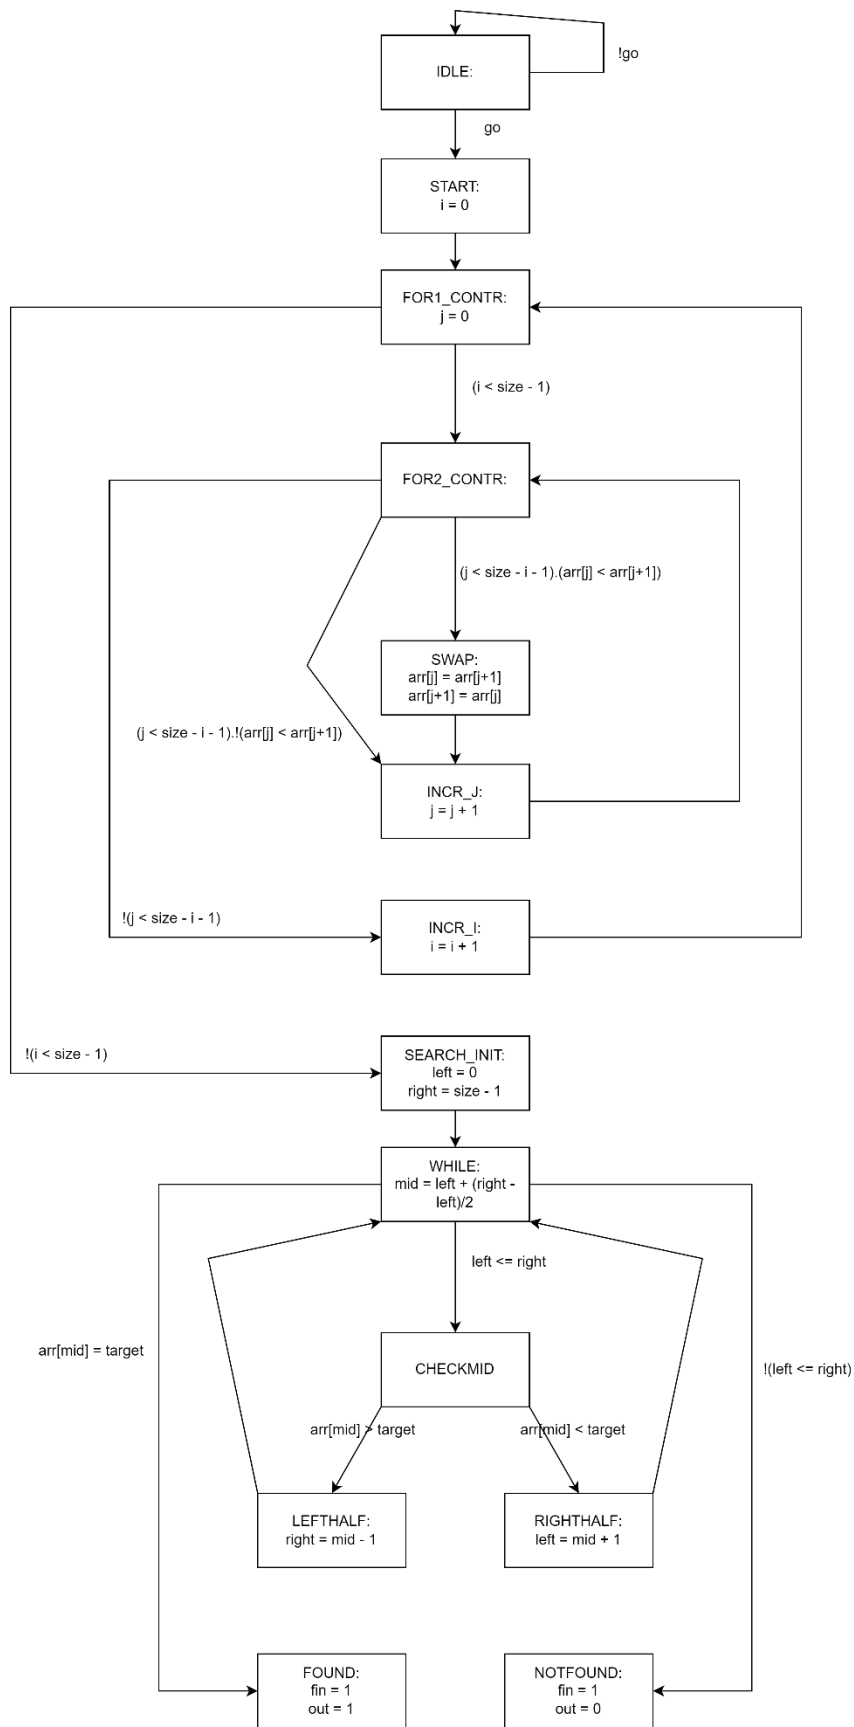 IDLE:
!go
go
START:
i = 0
FOR1_CONTR:
j = 0
(i < size - 1)
FOR2_CONTR:
(j < size - i - 1).(arr[j] < arr[j+1])
SWAP:
arr[j] = arr[j+1]
arr[j+1] = arr[j]
(j < size - i - 1).!(arr[j] < arr[j+1])
INCR_J:
j = j + 1
!(j < size - i - 1)
INCR_I:
i = i + 1
!(i < size - 1)
SEARCH_INIT:
left = 0
right = size - 1
WHILE:
mid = left + (right -
left)/2
left <= right
arr[mid] = target
CHECKMID
!(left <= right)
arr[mid] > target
arr[mid] < target
LEFTHALF:
right = mid - 1
RIGHTHALF:
left = mid + 1
FOUND:
fin = 1
out = 1
NOTFOUND:
fin = 1
out = 0